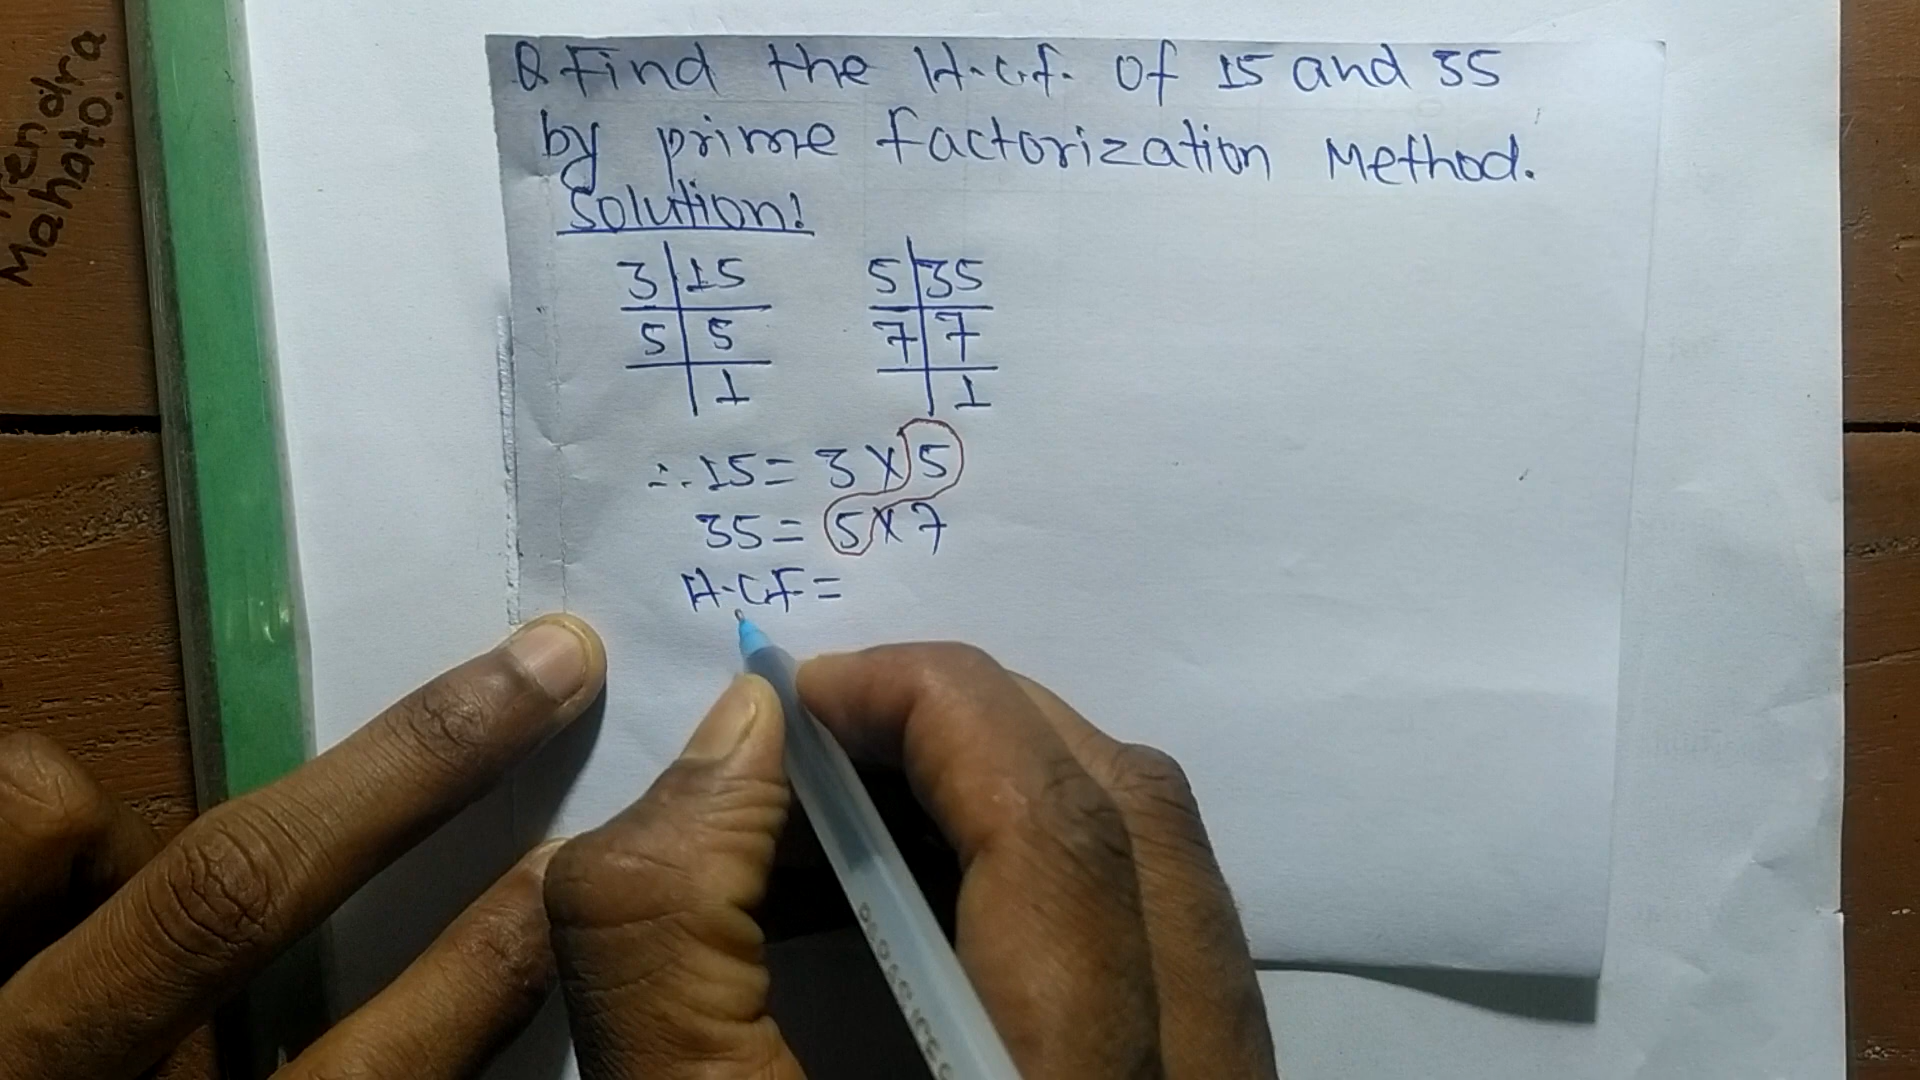 Q Find the H.C.F. of 15 and 35
by prime factorization Method.
Solution:
3 | 15
5 | 5
1
5 | 35
7 | 7
1
∴ 15 = 3 × 5
35 = 5 × 7
H.C.F =
Mahato